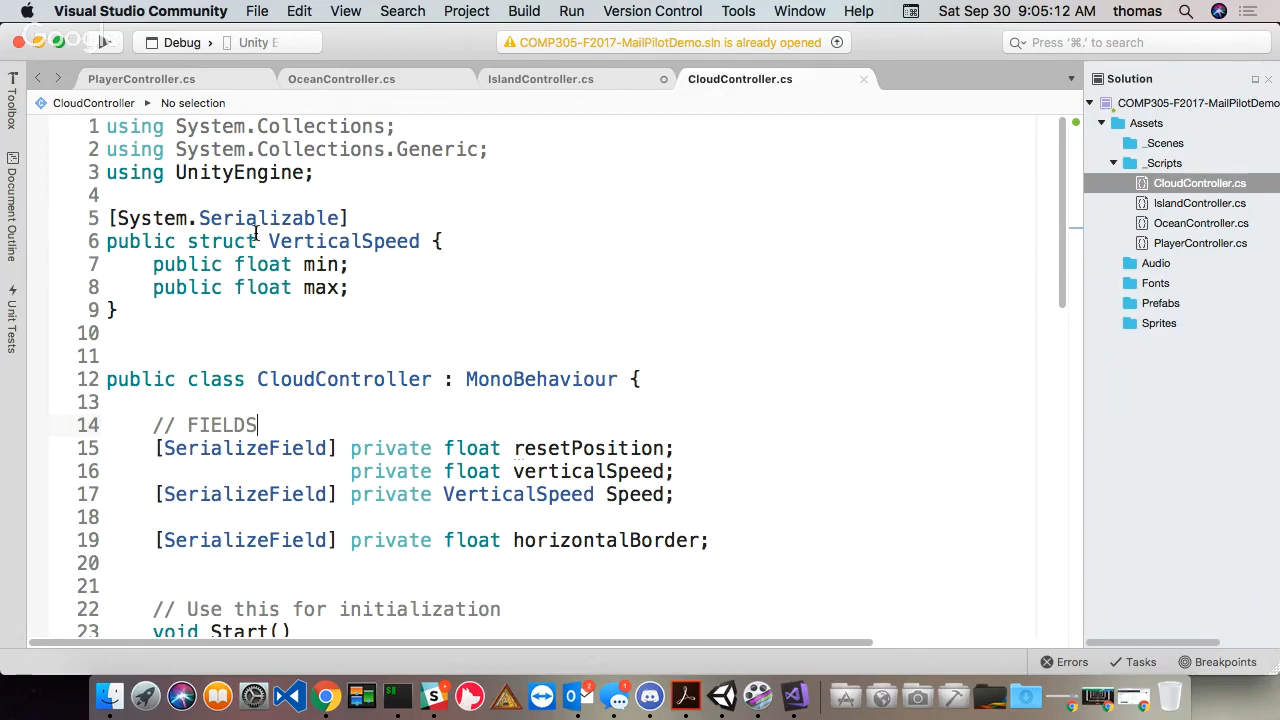 Visual Studio Community File Edit View Search Project Build Run Version Control Tools Window Help Sat Sep 30 9:05:12 AM thomas
Debug › Unity E
COMP305-F2017-MailPilotDemo.sln is already opened
Press '⌘.' to search
PlayerController.cs OceanController.cs IslandController.cs CloudController.cs
CloudController ▸ No selection
1 using System.Collections;
2 using System.Collections.Generic;
3 using UnityEngine;
4
5 [System.Serializable]
6 public struct VerticalSpeed {
7 public float min;
8 public float max;
9 }
10
11
12 public class CloudController : MonoBehaviour {
13
14 // FIELDS
15 [SerializeField] private float resetPosition;
16 private float verticalSpeed;
17 [SerializeField] private VerticalSpeed Speed;
18
19 [SerializeField] private float horizontalBorder;
20
21
22 // Use this for initialization
23 void Start()
Toolbox
Document Outline
Unit Tests
Solution
COMP305-F2017-MailPilotDemo
Assets
_Scenes
_Scripts
CloudController.cs
IslandController.cs
OceanController.cs
PlayerController.cs
Audio
Fonts
Prefabs
Sprites
Errors Tasks Breakpoints